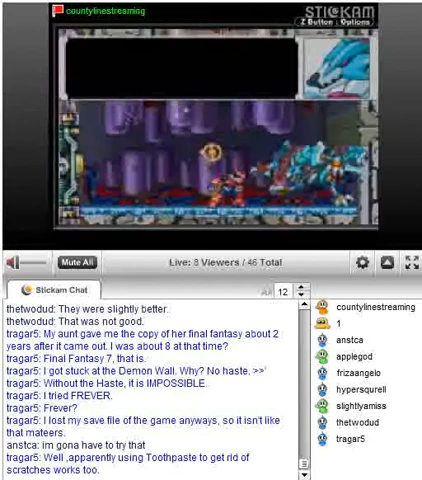 countylinestreaming
STICKAM
Z Button : Options
Mute All
Live: 8 Viewers / 46 Total
Stickam Chat
AA 12
thetwodud: They were slightly better.
thetwodud: That was not good.
tragar5: My aunt gave me the copy of her final fantasy about 2
years after it came out. I was about 8 at that time?
tragar5: Final Fantasy 7, that is.
tragar5: I got stuck at the Demon Wall. Why? No haste. >>'
tragar5: Without the Haste, it is IMPOSSIBLE.
tragar5: I tried FREVER.
tragar5: Frever?
tragar5: I lost my save file of the game anyways, so it isn't like
that mateers.
anstca: im gona have to try that
tragar5: Well ,apparently using Toothpaste to get rid of
scratches works too.
countylinestreaming
1
anstca
applegod
frizaangelo
hypersqurell
slightlyamiss
thetwodud
tragar5